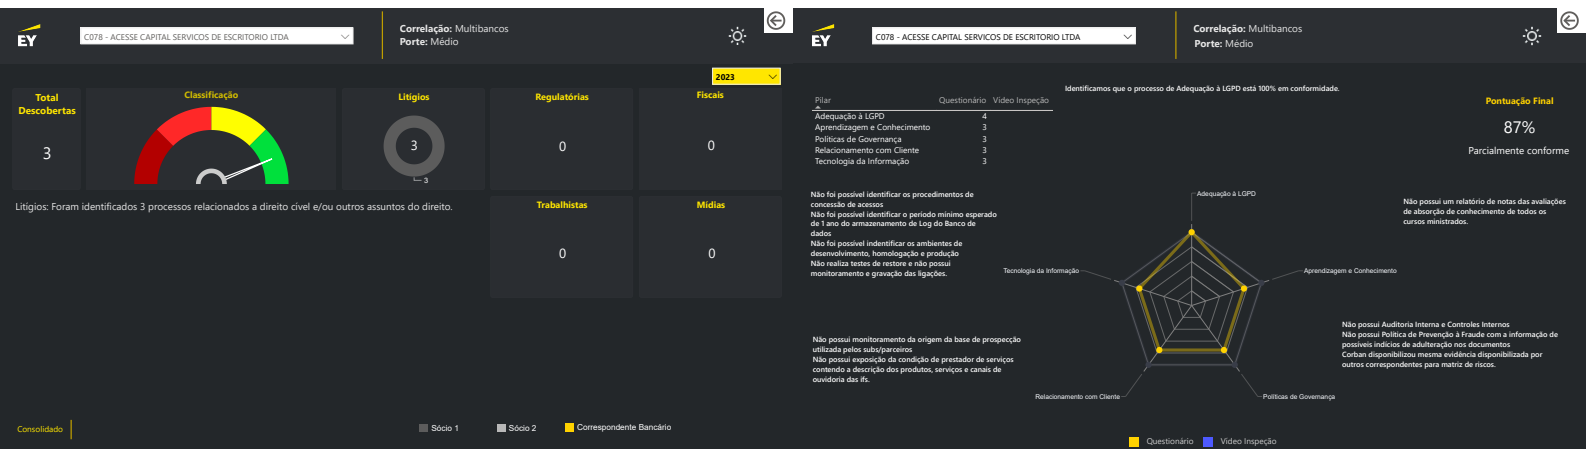 EY
C078 - ACESSE CAPITAL SERVICOS DE ESCRITORIO LTDA
Correlação: Multibancos
Porte: Médio
2023
Total
Descobertas
3
Classificação
Litígios
3
3
Regulatórias
0
Fiscais
0
Litígios: Foram identificados 3 processos relacionados a direito cível e/ou outros assuntos do direito.
Trabalhistas
0
Mídias
0
Consolidado
Sócio 1
Sócio 2
Correspondente Bancário
EY
C078 - ACESSE CAPITAL SERVICOS DE ESCRITORIO LTDA
Correlação: Multibancos
Porte: Médio
Identificamos que o processo de Adequação à LGPD está 100% em conformidade.
Pilar Questionário Vídeo Inspeção
Adequação à LGPD 4
Aprendizagem e Conhecimento 3
Políticas de Governança 3
Relacionamento com Cliente 3
Tecnologia da Informação 3
Pontuação Final
87%
Parcialmente conforme
Não foi possível identificar os procedimentos de
concessão de acessos
Não foi possível identificar o período mínimo esperado
de 1 ano do armazenamento de Log do Banco de
dados
Não foi possível indentificar os ambientes de
desenvolvimento, homologação e produção
Não realiza testes de restore e não possui
monitoramento e gravação das ligações.
Adequação à LGPD
Não possui um relatório de notas das avaliações
de absorção de conhecimento de todos os
cursos ministrados.
Tecnologia da Informação
Aprendizagem e Conhecimento
Não possui monitoramento da origem da base de prospecção
utilizada pelos subs/parceiros
Não possui exposição da condição de prestador de serviços
contendo a descrição dos produtos, serviços e canais de
ouvidoria das ifs.
Não possui Auditoria Interna e Controles Internos
Não possui Política de Prevenção à Fraude com a informação de
possíveis indícios de adulteração nos documentos
Corban disponibilizou mesma evidência disponibilizada por
outros correspondentes para matriz de riscos.
Relacionamento com Cliente
Políticas de Governança
Questionário
Vídeo Inspeção